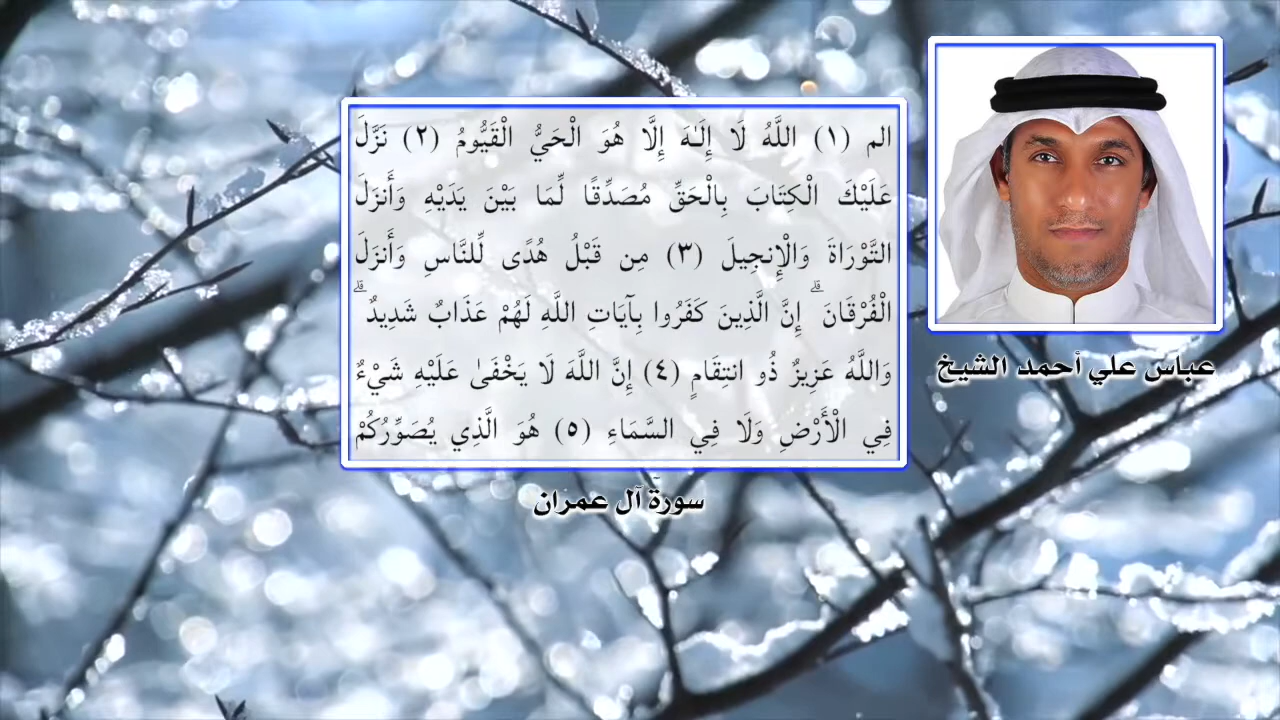 الم (١) اللَّهُ لَا إِلَـٰهَ إِلَّا هُوَ الْحَيُّ الْقَيُّومُ (٢) نَزَّلَ
عَلَيْكَ الْكِتَابَ بِالْحَقِّ مُصَدِّقًا لِّمَا بَيْنَ يَدَيْهِ وَأَنزَلَ
التَّوْرَاةَ وَالْإِنجِيلَ (٣) مِن قَبْلُ هُدًى لِّلنَّاسِ وَأَنزَلَ
الْفُرْقَانَ ۗ إِنَّ الَّذِينَ كَفَرُوا بِآيَاتِ اللَّهِ لَهُمْ عَذَابٌ شَدِيدٌ ۗ
وَاللَّهُ عَزِيزٌ ذُو انتِقَامٍ (٤) إِنَّ اللَّهَ لَا يَخْفَىٰ عَلَيْهِ شَيْءٌ
فِي الْأَرْضِ وَلَا فِي السَّمَاءِ (٥) هُوَ الَّذِي يُصَوِّرُكُمْ
سورة آل عمران
عباس علي أحمد الشيخ